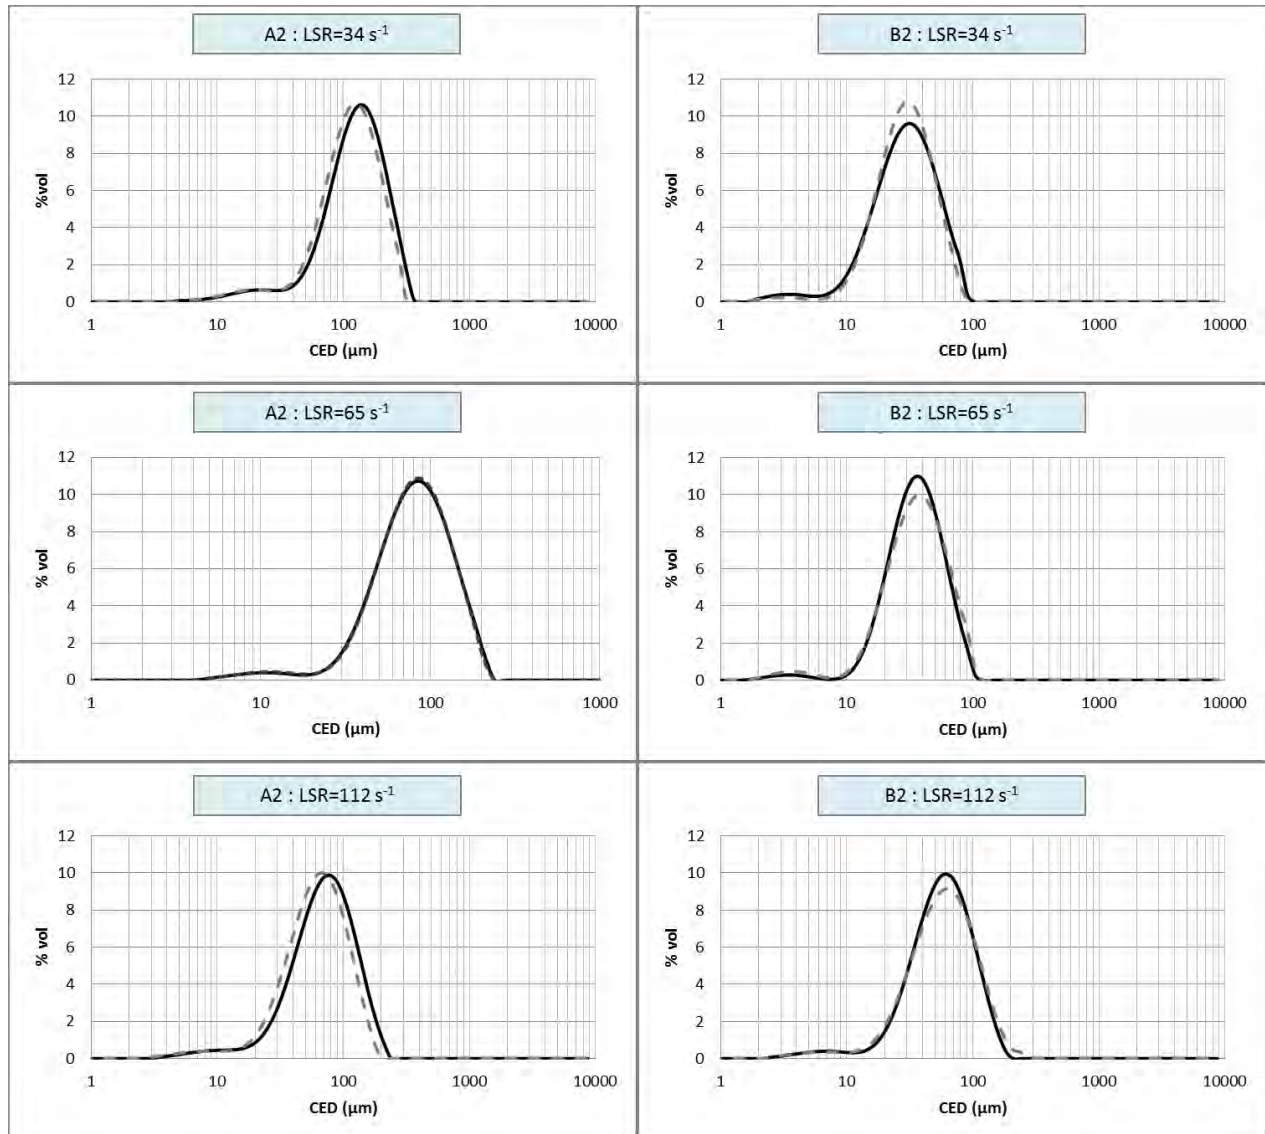 A2 : LSR=34 s-1
12
10
8
6
4
2
0
%vol
1 10 100 1000 10000
CED (µm)
B2 : LSR=34 s-1
12
10
8
6
4
2
0
%vol
1 10 100 1000 10000
CED (µm)
A2 : LSR=65 s-1
12
10
8
6
4
2
0
% vol
1 10 100 1000
CED (µm)
B2 : LSR=65 s-1
12
10
8
6
4
2
0
% vol
1 10 100 1000 10000
CED (µm)
A2 : LSR=112 s-1
12
10
8
6
4
2
0
% vol
1 10 100 1000 10000
CED (µm)
B2 : LSR=112 s-1
12
10
8
6
4
2
0
% vol
1 10 100 1000 10000
CED (µm)